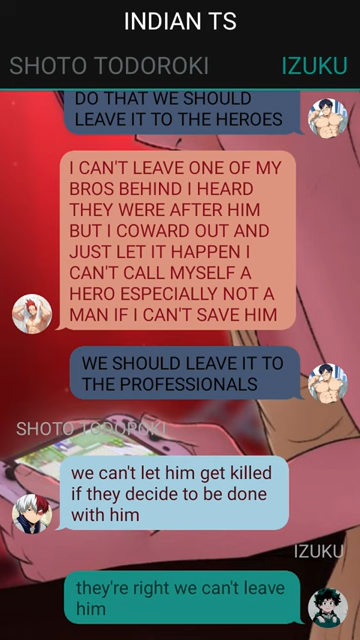 INDIAN TS
SHOTO TODOROKI
IZUKU
DO THAT WE SHOULD
LEAVE IT TO THE HEROES
I CAN'T LEAVE ONE OF MY
BROS BEHIND I HEARD
THEY WERE AFTER HIM
BUT I COWARD OUT AND
JUST LET IT HAPPEN I
CAN'T CALL MYSELF A
HERO ESPECIALLY NOT A
MAN IF I CAN'T SAVE HIM
WE SHOULD LEAVE IT TO
THE PROFESSIONALS
SHOTO TODOROKI
we can't let him get killed
if they decide to be done
with him
IZUKU
they're right we can't leave
him